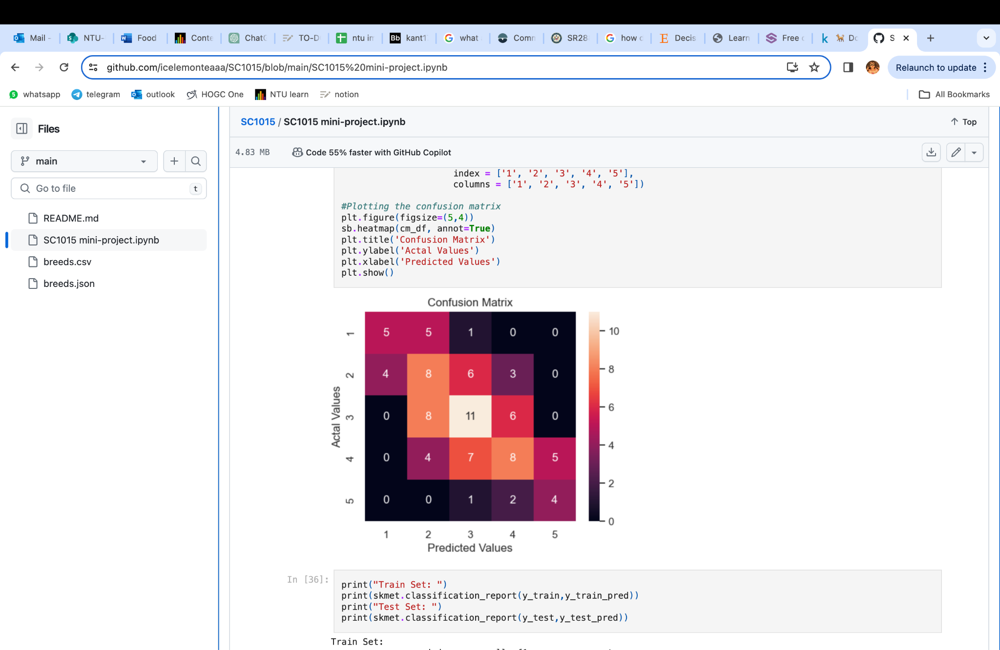 Mail -
NTU-
Food
Conte
ChatG
TO-D
ntu in
Bb kant1
what
Comm
SR28
how c
E Decis
Learn
Free
k Do
S
github.com/icelemonteaaa/SC1015/blob/main/SC1015%20mini-project.ipynb
Relaunch to update
5 whatsapp
telegram
outlook
HOGC One
NTU learn
notion
All Bookmarks
Files
main
Go to file t
README.md
SC1015 mini-project.ipynb
breeds.csv
breeds.json
SC1015 / SC1015 mini-project.ipynb
Top
4.83 MB
Code 55% faster with GitHub Copilot
index = ['1', '2', '3', '4', '5'],
columns = ['1', '2', '3', '4', '5'])
#Plotting the confusion matrix
plt.figure(figsize=(5,4))
sb.heatmap(cm_df, annot=True)
plt.title('Confusion Matrix')
plt.ylabel('Actal Values')
plt.xlabel('Predicted Values')
plt.show()
Confusion Matrix
Actal Values
1 5 5 1 0 0
2 4 8 6 3 0
3 0 8 11 6 0
4 0 4 7 8 5
5 0 0 1 2 4
1 2 3 4 5
Predicted Values
10
8
6
4
2
0
In [36]:
print("Train Set: ")
print(skmet.classification_report(y_train,y_train_pred))
print("Test Set: ")
print(skmet.classification_report(y_test,y_test_pred))
Train Set: